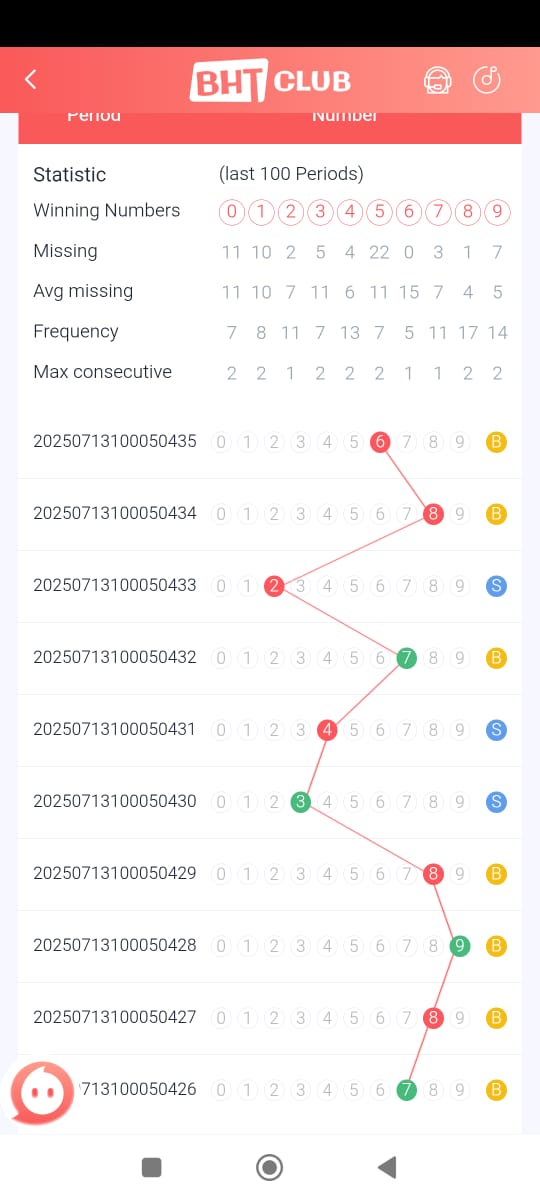 BHT CLUB
Period Number
Statistic (last 100 Periods)
Winning Numbers 0 1 2 3 4 5 6 7 8 9
Missing 11 10 2 5 4 22 0 3 1 7
Avg missing 11 10 7 11 6 11 15 7 4 5
Frequency 7 8 11 7 13 7 5 11 17 14
Max consecutive 2 2 1 2 2 2 1 1 2 2
20250713100050435 0 1 2 3 4 5 6 7 8 9 B
20250713100050434 0 1 2 3 4 5 6 7 8 9 B
20250713100050433 0 1 2 3 4 5 6 7 8 9 S
20250713100050432 0 1 2 3 4 5 6 7 8 9 B
20250713100050431 0 1 2 3 4 5 6 7 8 9 S
20250713100050430 0 1 2 3 4 5 6 7 8 9 S
20250713100050429 0 1 2 3 4 5 6 7 8 9 B
20250713100050428 0 1 2 3 4 5 6 7 8 9 B
20250713100050427 0 1 2 3 4 5 6 7 8 9 B
713100050426 0 1 2 3 4 5 6 7 8 9 B